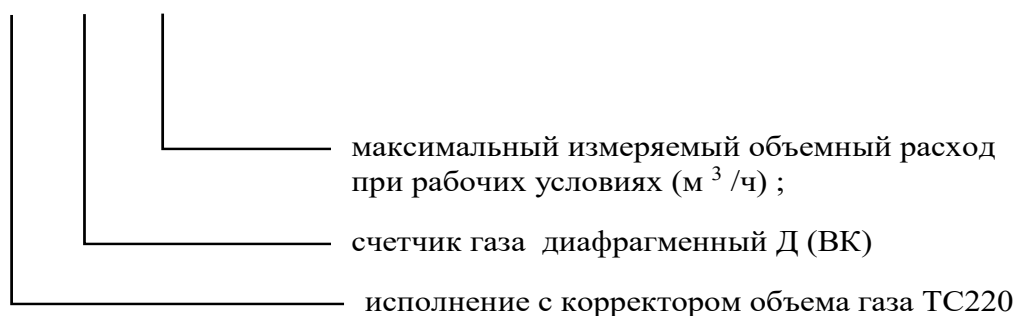 максимальный измеряемый объемный расход
при рабочих условиях (м ³ /ч) ;
счетчик газа диафрагменный Д (ВК)
исполнение с корректором объема газа ТС220